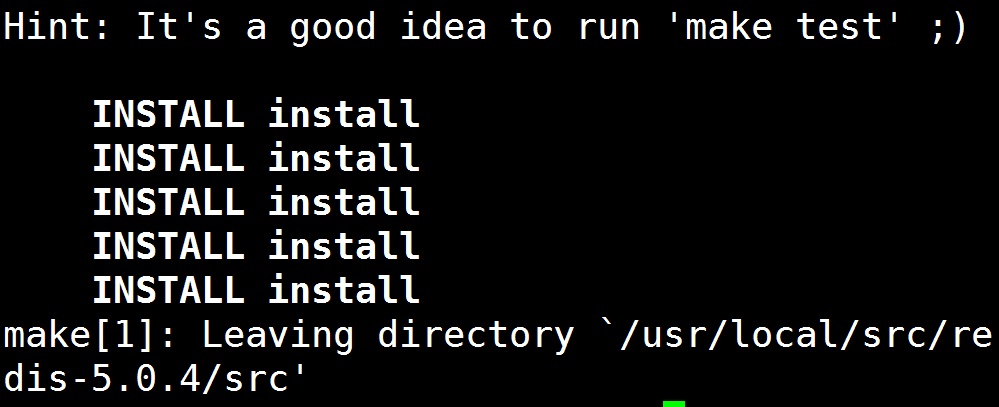 Hint: It's a good idea to run 'make test' ;)
INSTALL install
INSTALL install
INSTALL install
INSTALL install
INSTALL install
make[1]: Leaving directory `/usr/local/src/re
dis-5.0.4/src'